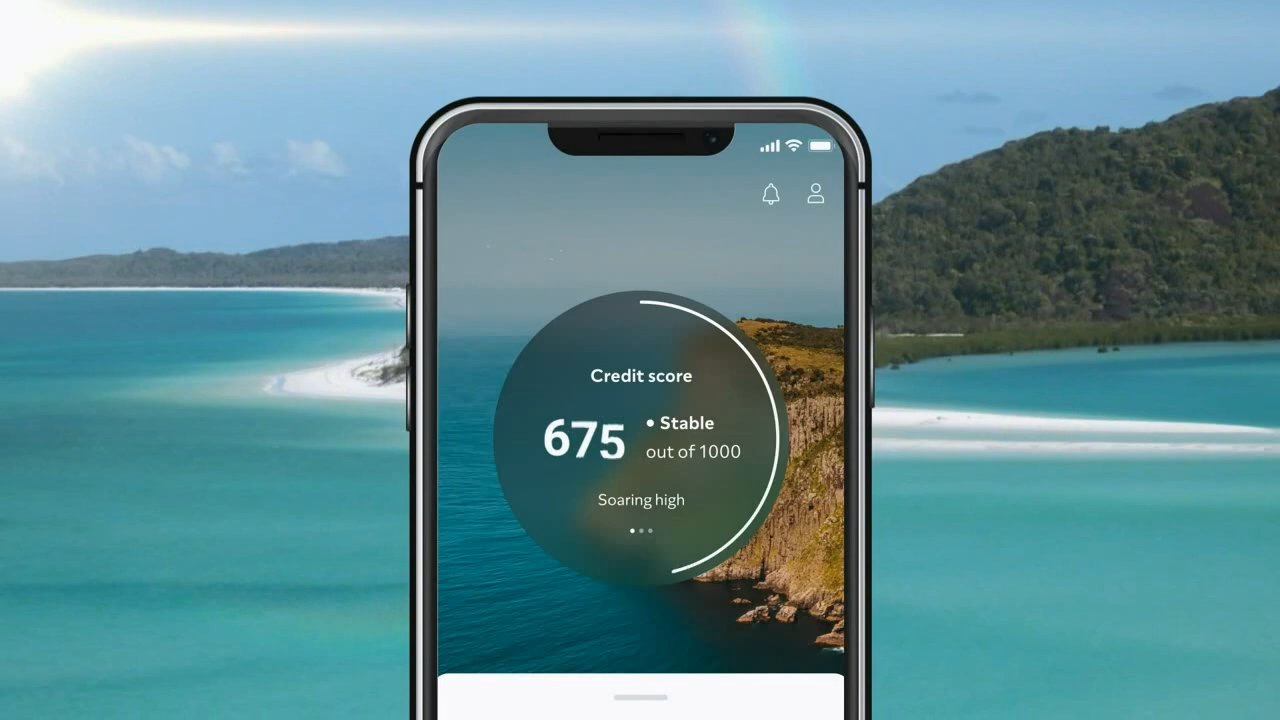 Credit score
675
• Stable
out of 1000
Soaring high